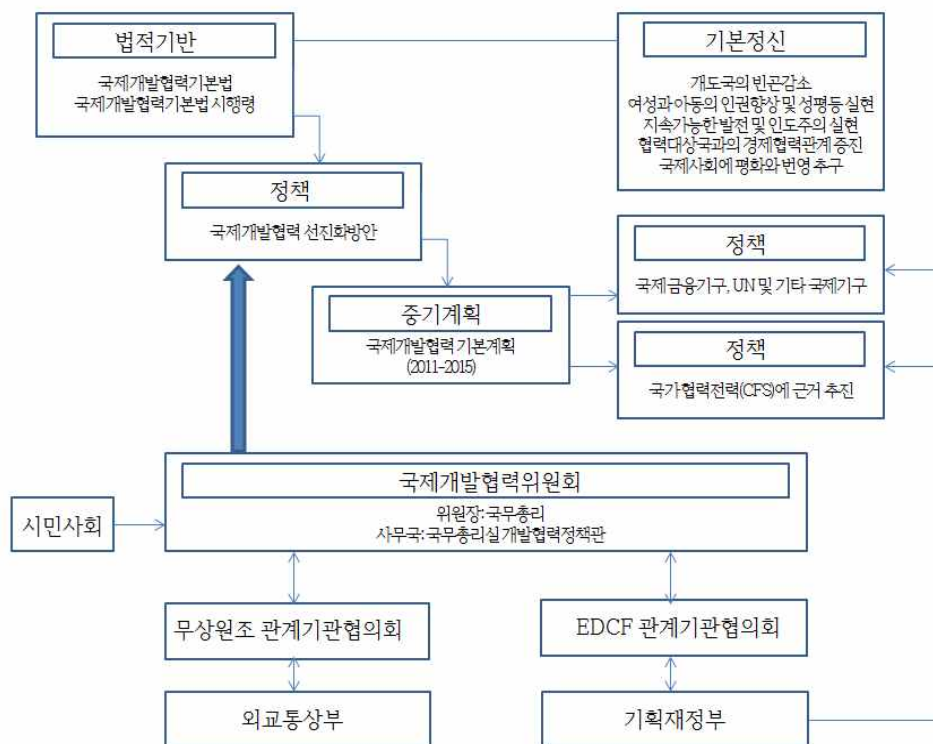 법적기반
국제개발협력기본법
국제개발협력기본법 시행령
기본정신
개도국의 빈곤감소
여성과 아동의 인권향상 및 성평등 실현
지속가능한 발전 및 인도주의 실현
협력대상국과의 경제협력관계 증진
국제사회에 평화와 번영 추구
정책
국제개발협력 선진화방안
정책
국제금융기구, UN 및 기타 국제기구
중기계획
국제개발협력 기본계획
(2011-2015)
정책
국가협력전력(CFS)에 근거 추진
국제개발협력위원회
위원장:국무총리
사무국:국무총리실 개발협력정책관
시민사회
무상원조 관계기관협의회
EDCF 관계기관협의회
외교통상부
기획재정부